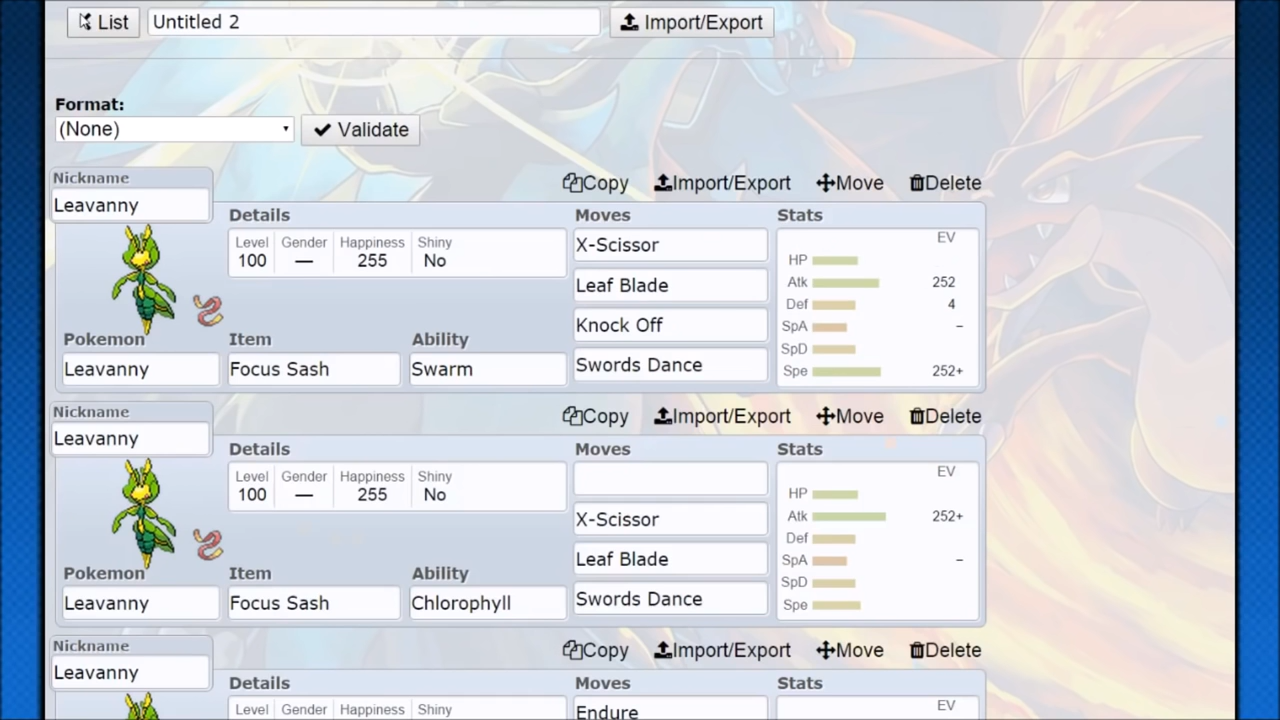 List Untitled 2 Import/Export
Format:
(None) Validate
Nickname
Leavanny
Copy Import/Export Move Delete
Details Moves Stats
Level Gender Happiness Shiny
100 — 255 No
X-Scissor
Leaf Blade
Knock Off
Swords Dance
EV
HP
Atk 252
Def 4
SpA –
SpD
Spe 252+
Pokemon Item Ability
Leavanny Focus Sash Swarm
Nickname
Leavanny
Copy Import/Export Move Delete
Details Moves Stats
Level Gender Happiness Shiny
100 — 255 No
X-Scissor
Leaf Blade
Swords Dance
EV
HP
Atk 252+
Def
SpA –
SpD
Spe
Pokemon Item Ability
Leavanny Focus Sash Chlorophyll
Nickname
Leavanny
Copy Import/Export Move Delete
Details Moves Stats
Level Gender Happiness Shiny
Endure
EV